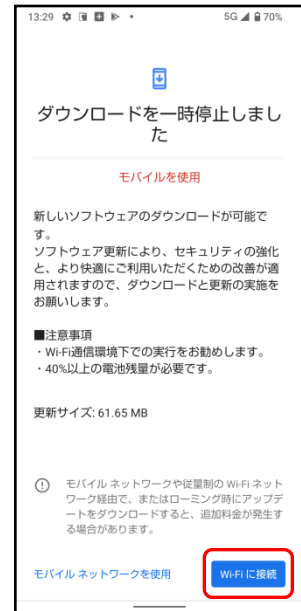 13:29 5G 70%
ダウンロードを一時停止しまし
た
モバイルを使用
新しいソフトウェアのダウンロードが可能で
す。
ソフトウェア更新により、セキュリティの強化
と、より快適にご利用いただくための改善が適
用されますので、ダウンロードと更新の実施を
お願いします。
■注意事項
・Wi-Fi通信環境下での実行をお勧めします。
・40%以上の電池残量が必要です。
更新サイズ: 61.65 MB
モバイル ネットワークや従量制の Wi-Fi ネット
ワーク経由で、またはローミング時にアップデ
ートをダウンロードすると、追加料金が発生す
る場合があります。
モバイル ネットワークを使用 Wi-Fi に接続